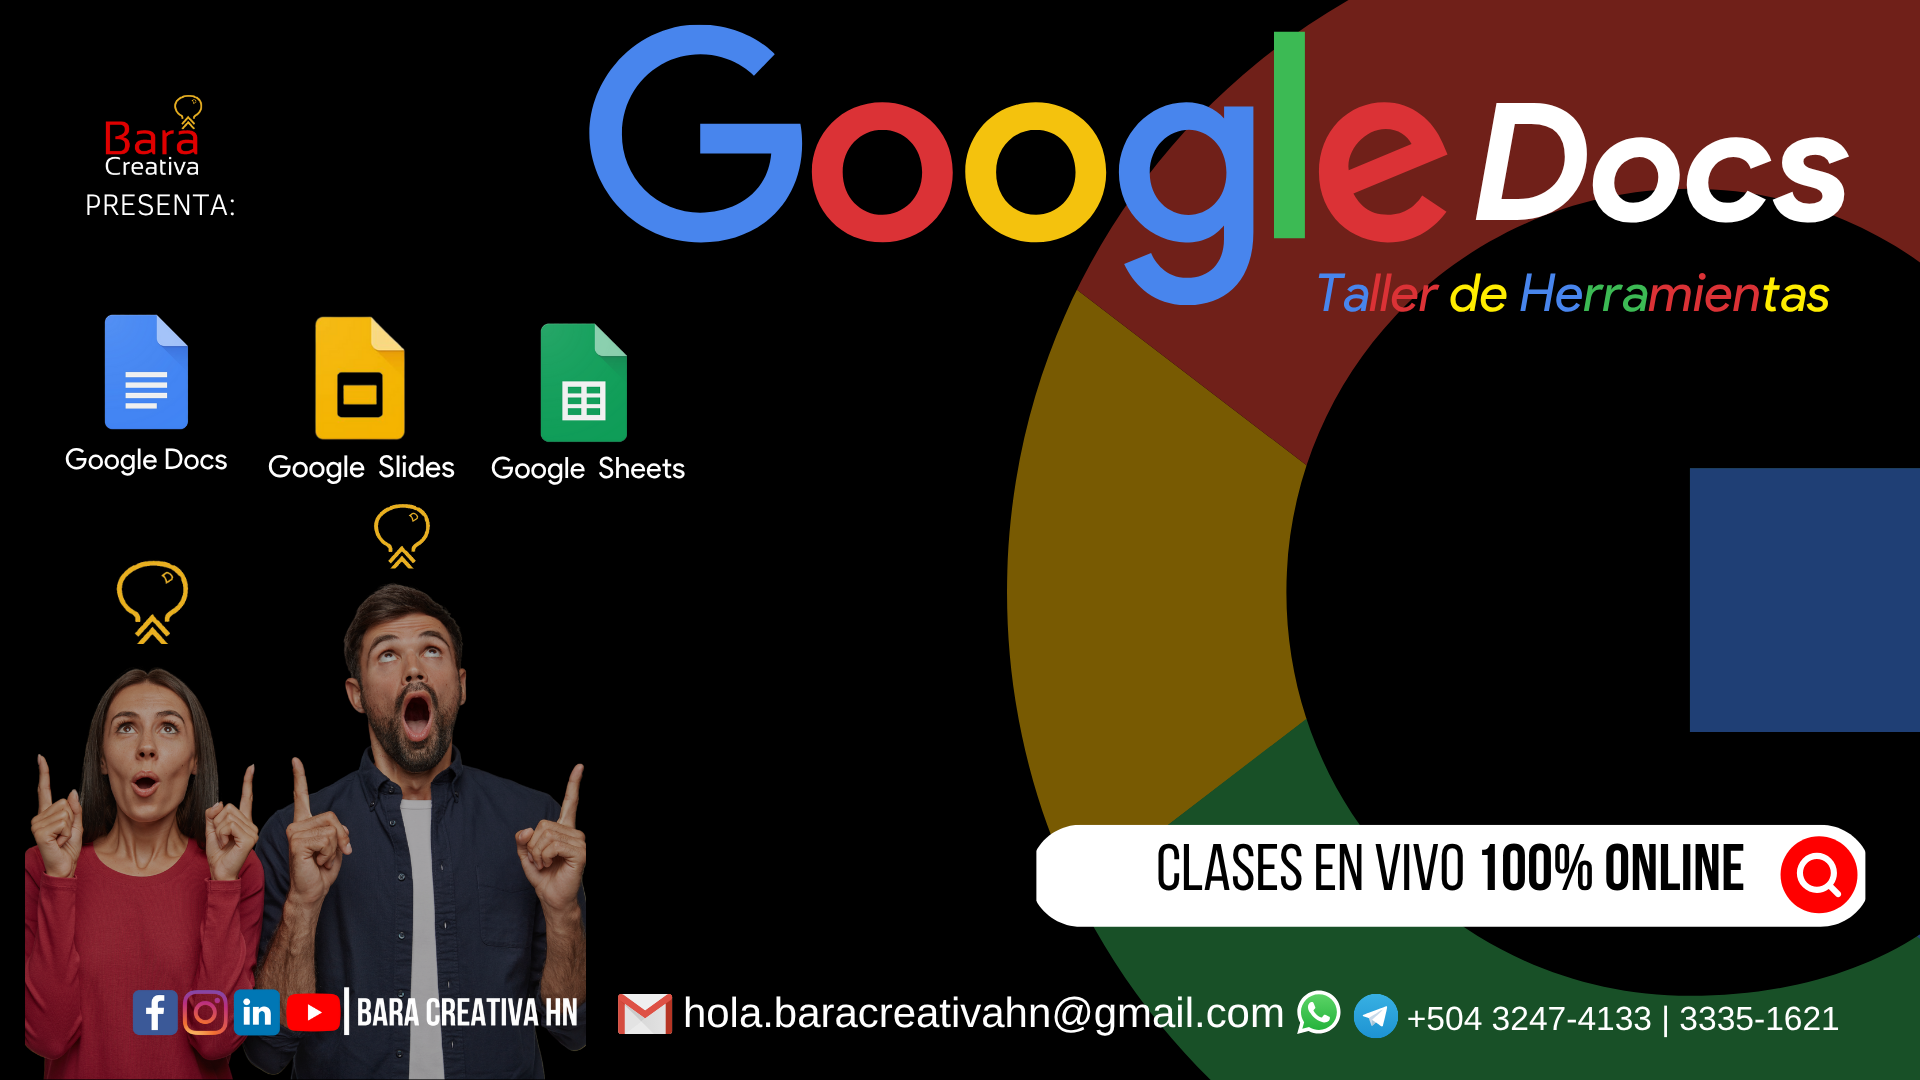 Bara
Creativa
PRESENTA:
Google Docs
Taller de Herramientas
Google Docs
Google Slides
Google Sheets
CLASES EN VIVO 100% ONLINE
| BARA CREATIVA HN
hola.baracreativahn@gmail.com
+504 3247-4133 | 3335-1621